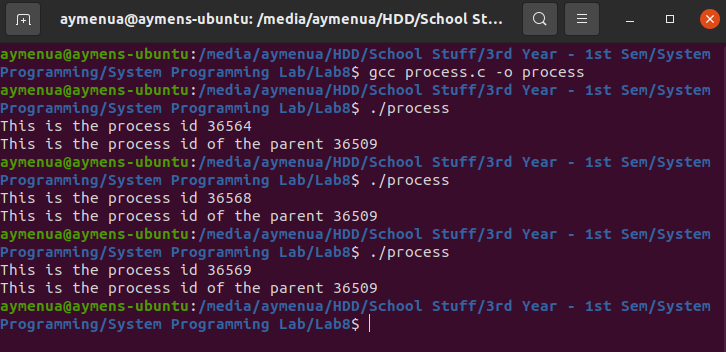 aymenua@aymens-ubuntu: /media/aymenua/HDD/School St...
aymenua@aymens-ubuntu:/media/aymenua/HDD/School Stuff/3rd Year - 1st Sem/System
Programming/System Programming Lab/Lab8$ gcc process.c -o process
aymenua@aymens-ubuntu:/media/aymenua/HDD/School Stuff/3rd Year - 1st Sem/System
Programming/System Programming Lab/Lab8$ ./process
This is the process id 36564
This is the process id of the parent 36509
aymenua@aymens-ubuntu:/media/aymenua/HDD/School Stuff/3rd Year - 1st Sem/System
Programming/System Programming Lab/Lab8$ ./process
This is the process id 36568
This is the process id of the parent 36509
aymenua@aymens-ubuntu:/media/aymenua/HDD/School Stuff/3rd Year - 1st Sem/System
Programming/System Programming Lab/Lab8$ ./process
This is the process id 36569
This is the process id of the parent 36509
aymenua@aymens-ubuntu:/media/aymenua/HDD/School Stuff/3rd Year - 1st Sem/System
Programming/System Programming Lab/Lab8$